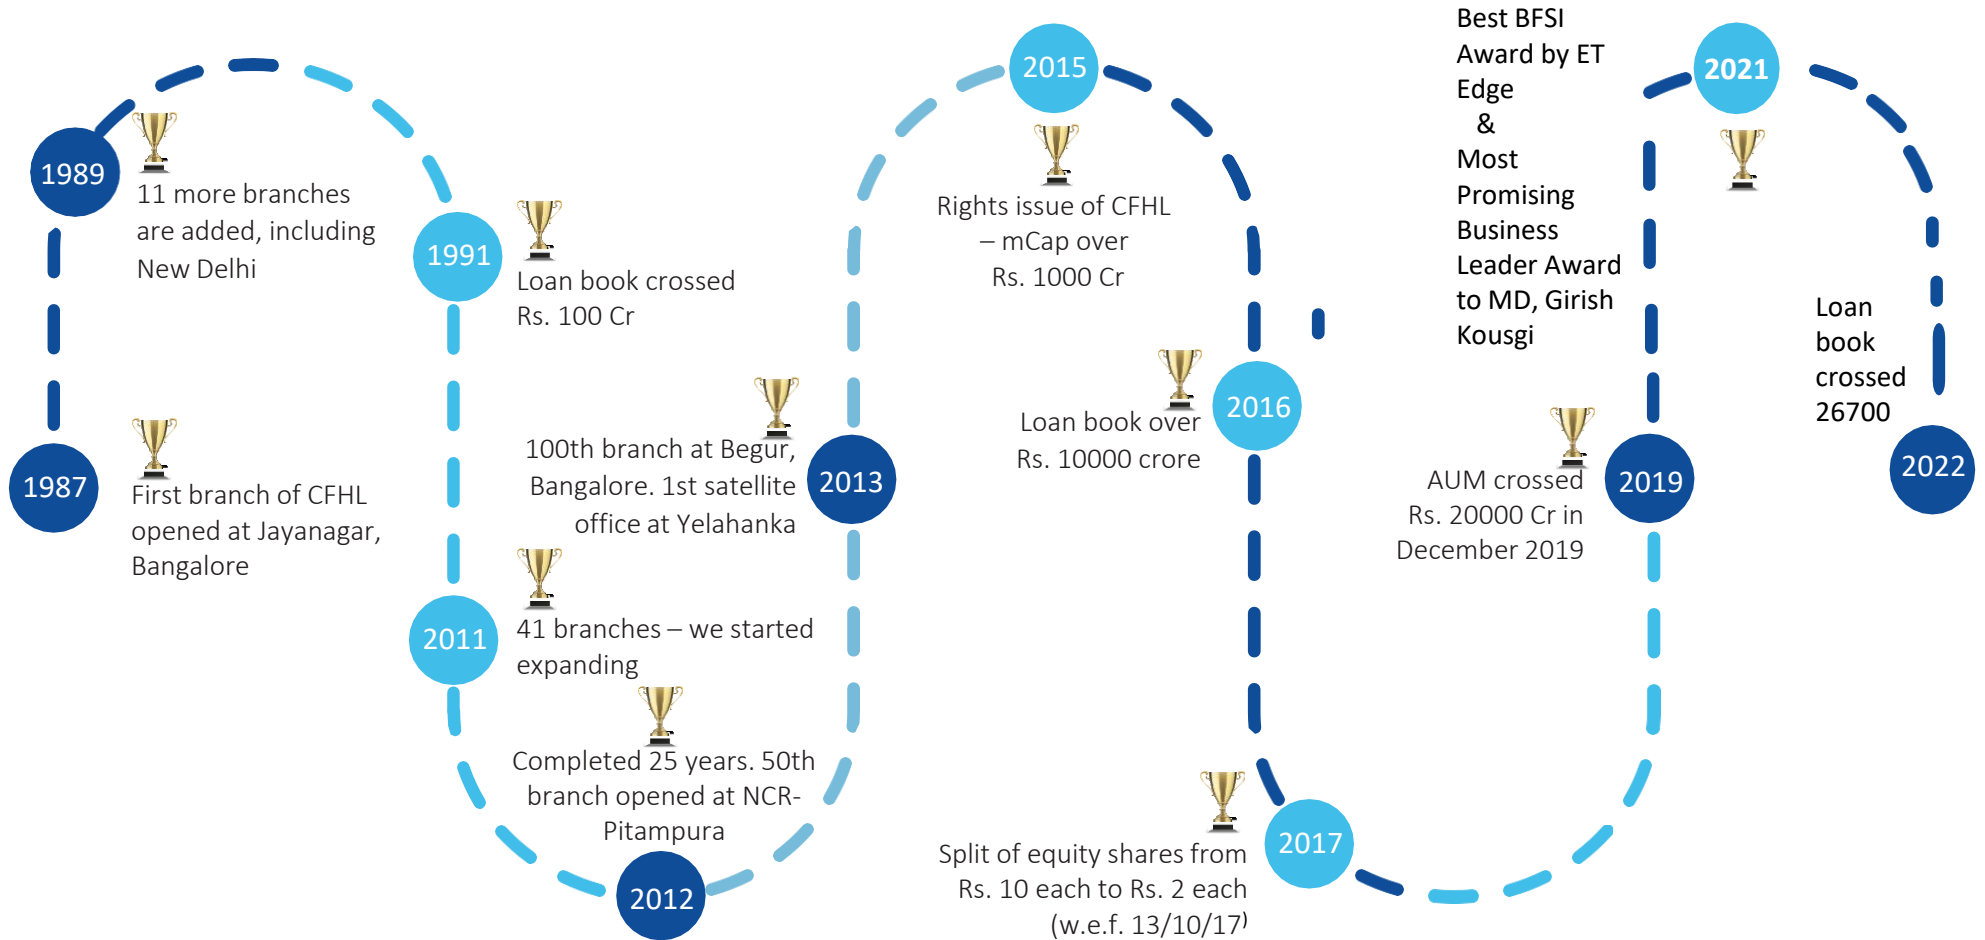 1987
First branch of CFHL
opened at Jayanagar,
Bangalore
1989
11 more branches
are added, including
New Delhi
1991
Loan book crossed
Rs. 100 Cr
2011
41 branches – we started
expanding
Completed 25 years. 50th
branch opened at NCR-
Pitampura
2012
100th branch at Begur,
Bangalore. 1st satellite
office at Yelahanka
2013
2015
Rights issue of CFHL
– mCap over
Rs. 1000 Cr
2016
Loan book over
Rs. 10000 crore
2017
Split of equity shares from
Rs. 10 each to Rs. 2 each
(w.e.f. 13/10/17)
2019
AUM crossed
Rs. 20000 Cr in
December 2019
2021
Best BFSI
Award by ET
Edge
&
Most
Promising
Business
Leader Award
to MD, Girish
Kousgi
Loan
book
crossed
26700
2022